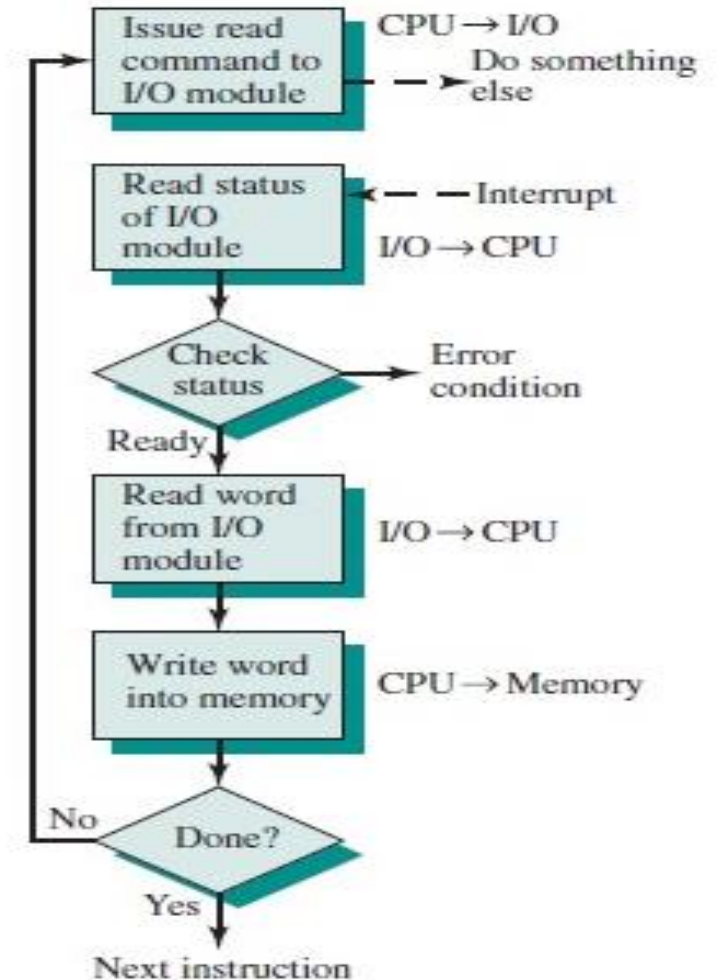 Issue read
command to
I/O module
CPU → I/O
Do something
else
Read status
of I/O
module
Interrupt
I/O → CPU
Check
status
Error
condition
Ready
Read word
from I/O
module
I/O → CPU
Write word
into memory
CPU → Memory
No
Done?
Yes
Next instruction